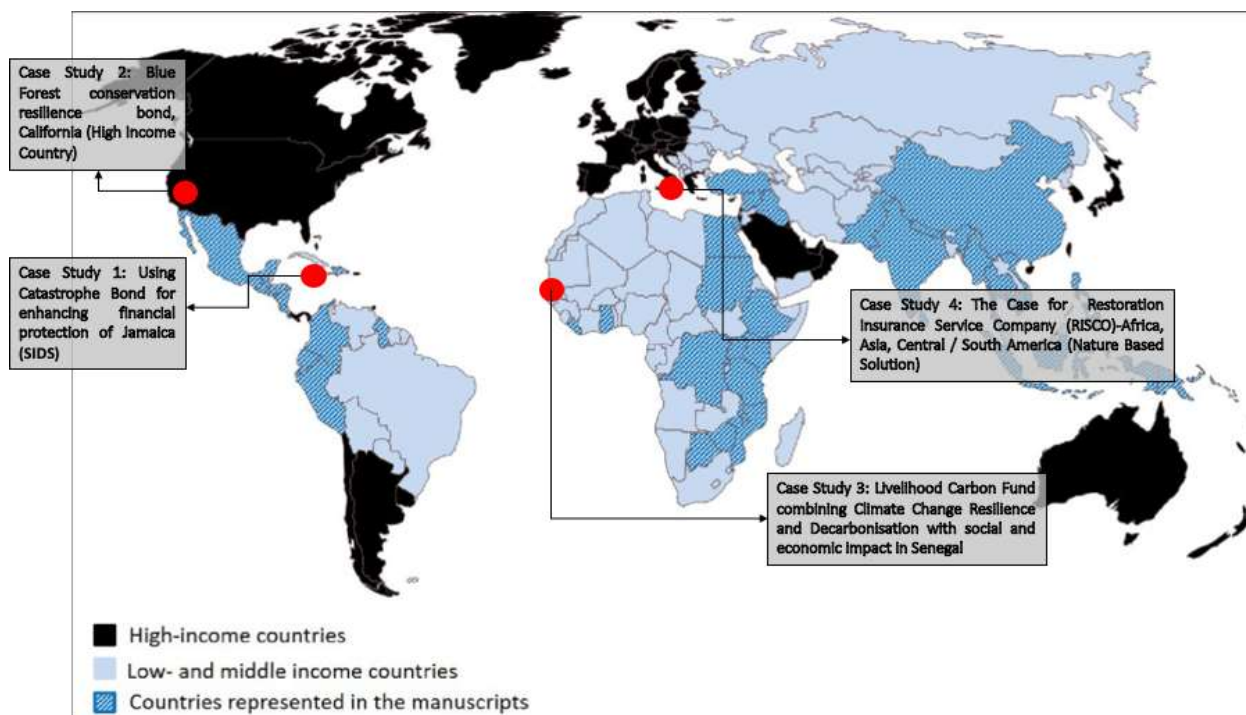 Case Study 2: Blue
Forest conservation
resilience bond,
California (High Income
Country)
Case Study 1: Using
Catastrophe Bond for
enhancing financial
protection of Jamaica
(SIDS)
Case Study 4: The Case for Restoration
Insurance Service Company (RISCO)-Africa,
Asia, Central / South America (Nature Based
Solution)
Case Study 3: Livelihood Carbon Fund
combining Climate Change Resilience
and Decarbonisation with social and
economic impact in Senegal
High-income countries
Low- and middle income countries
Countries represented in the manuscripts